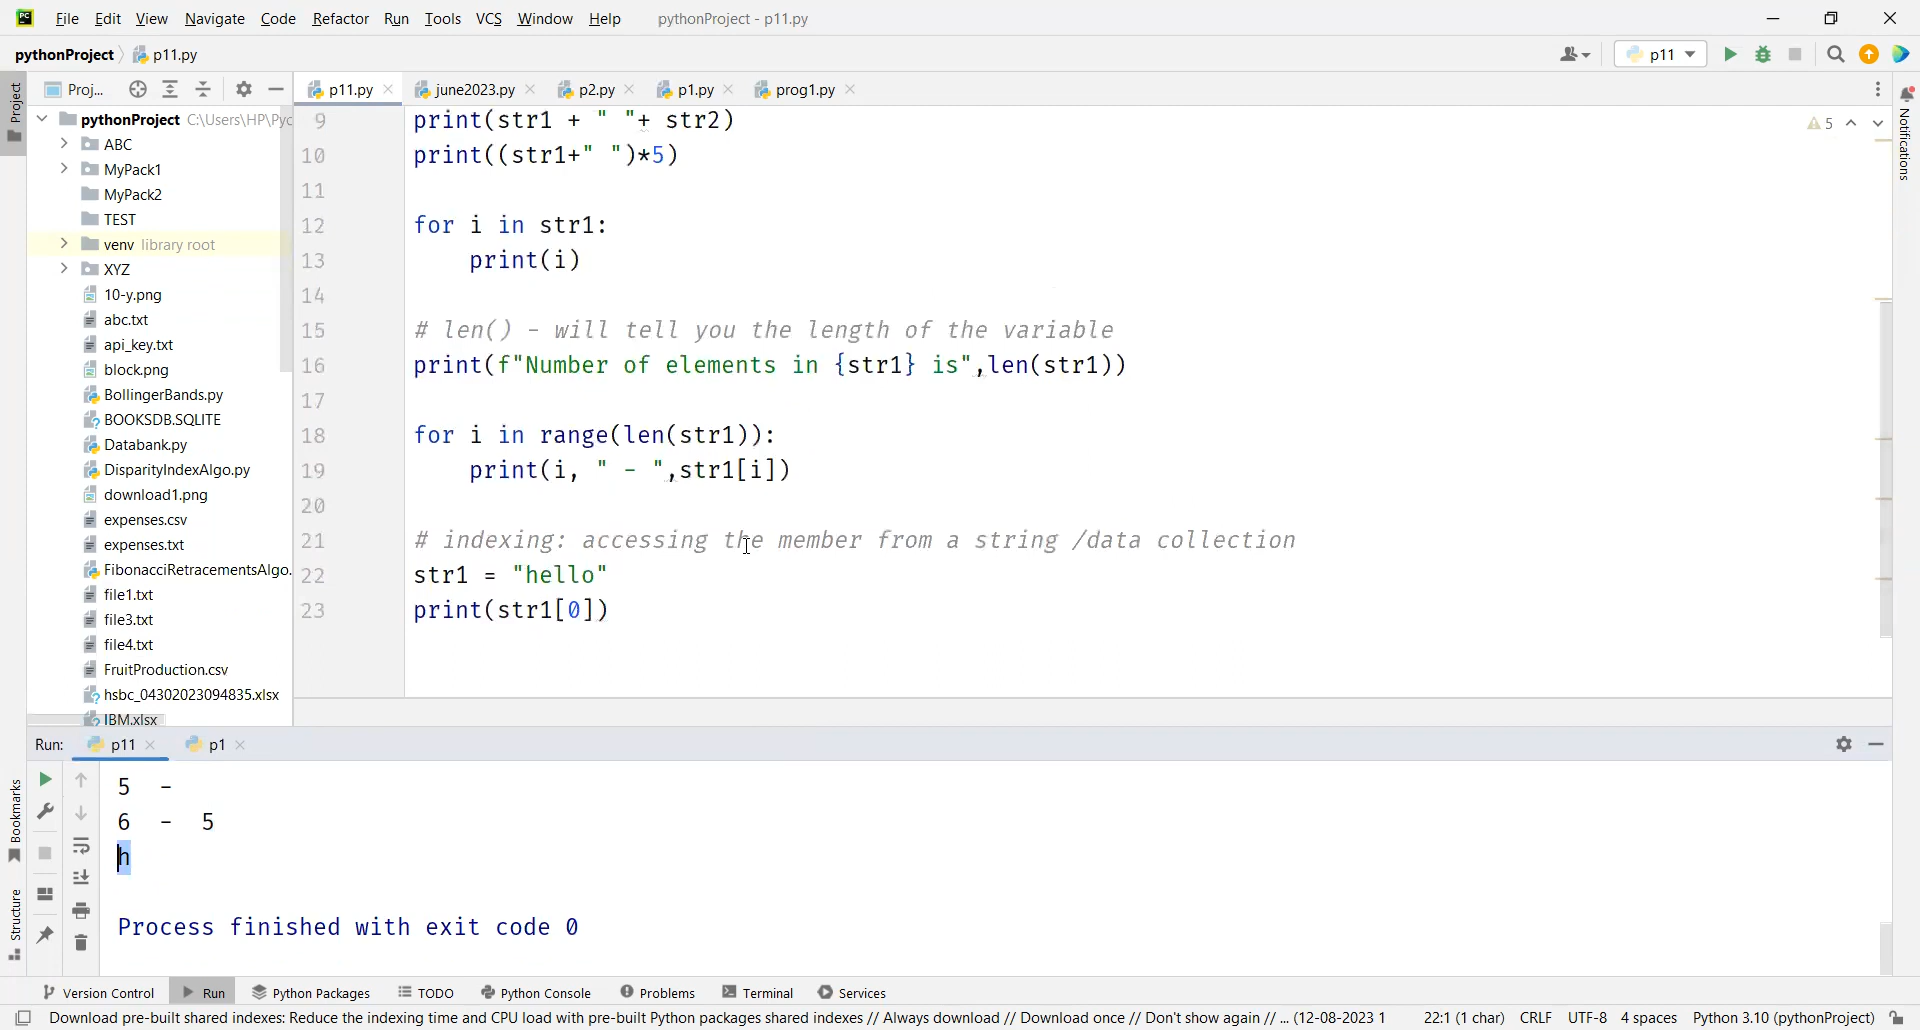 PC File Edit View Navigate Code Refactor Run Tools VCS Window Help pythonProject - p11.py
pythonProject p11.py p11
Project Proj... p11.py june2023.py p2.py p1.py prog1.py
pythonProject C:\Users\HP\Pyc
ABC
MyPack1
MyPack2
TEST
venv library root
XYZ
10-y.png
abc.txt
api_key.txt
block.png
BollingerBands.py
BOOKSDB.SQLITE
Databank.py
DisparityIndexAlgo.py
download1.png
expenses.csv
expenses.txt
FibonacciRetracementsAlgo.
file1.txt
file3.txt
file4.txt
FruitProduction.csv
hsbc_04302023094835.xlsx
IBM.xlsx
9 print(str1 + " "+ str2)
10 print((str1+" ")*5)
11
12 for i in str1:
13 print(i)
14
15 # len() - will tell you the length of the variable
16 print(f"Number of elements in {str1} is",len(str1))
17
18 for i in range(len(str1)):
19 print(i, " - ",str1[i])
20
21 # indexing: accessing the member from a string /data collection
22 str1 = "hello"
23 print(str1[0])
5
Notifications
Run: p11 p1
5 -
6 - 5
h
Process finished with exit code 0
Bookmarks
Structure
Version Control Run Python Packages TODO Python Console Problems Terminal Services
Download pre-built shared indexes: Reduce the indexing time and CPU load with pre-built Python packages shared indexes // Always download // Download once // Don't show again // ... (12-08-2023 1 22:1 (1 char) CRLF UTF-8 4 spaces Python 3.10 (pythonProject)